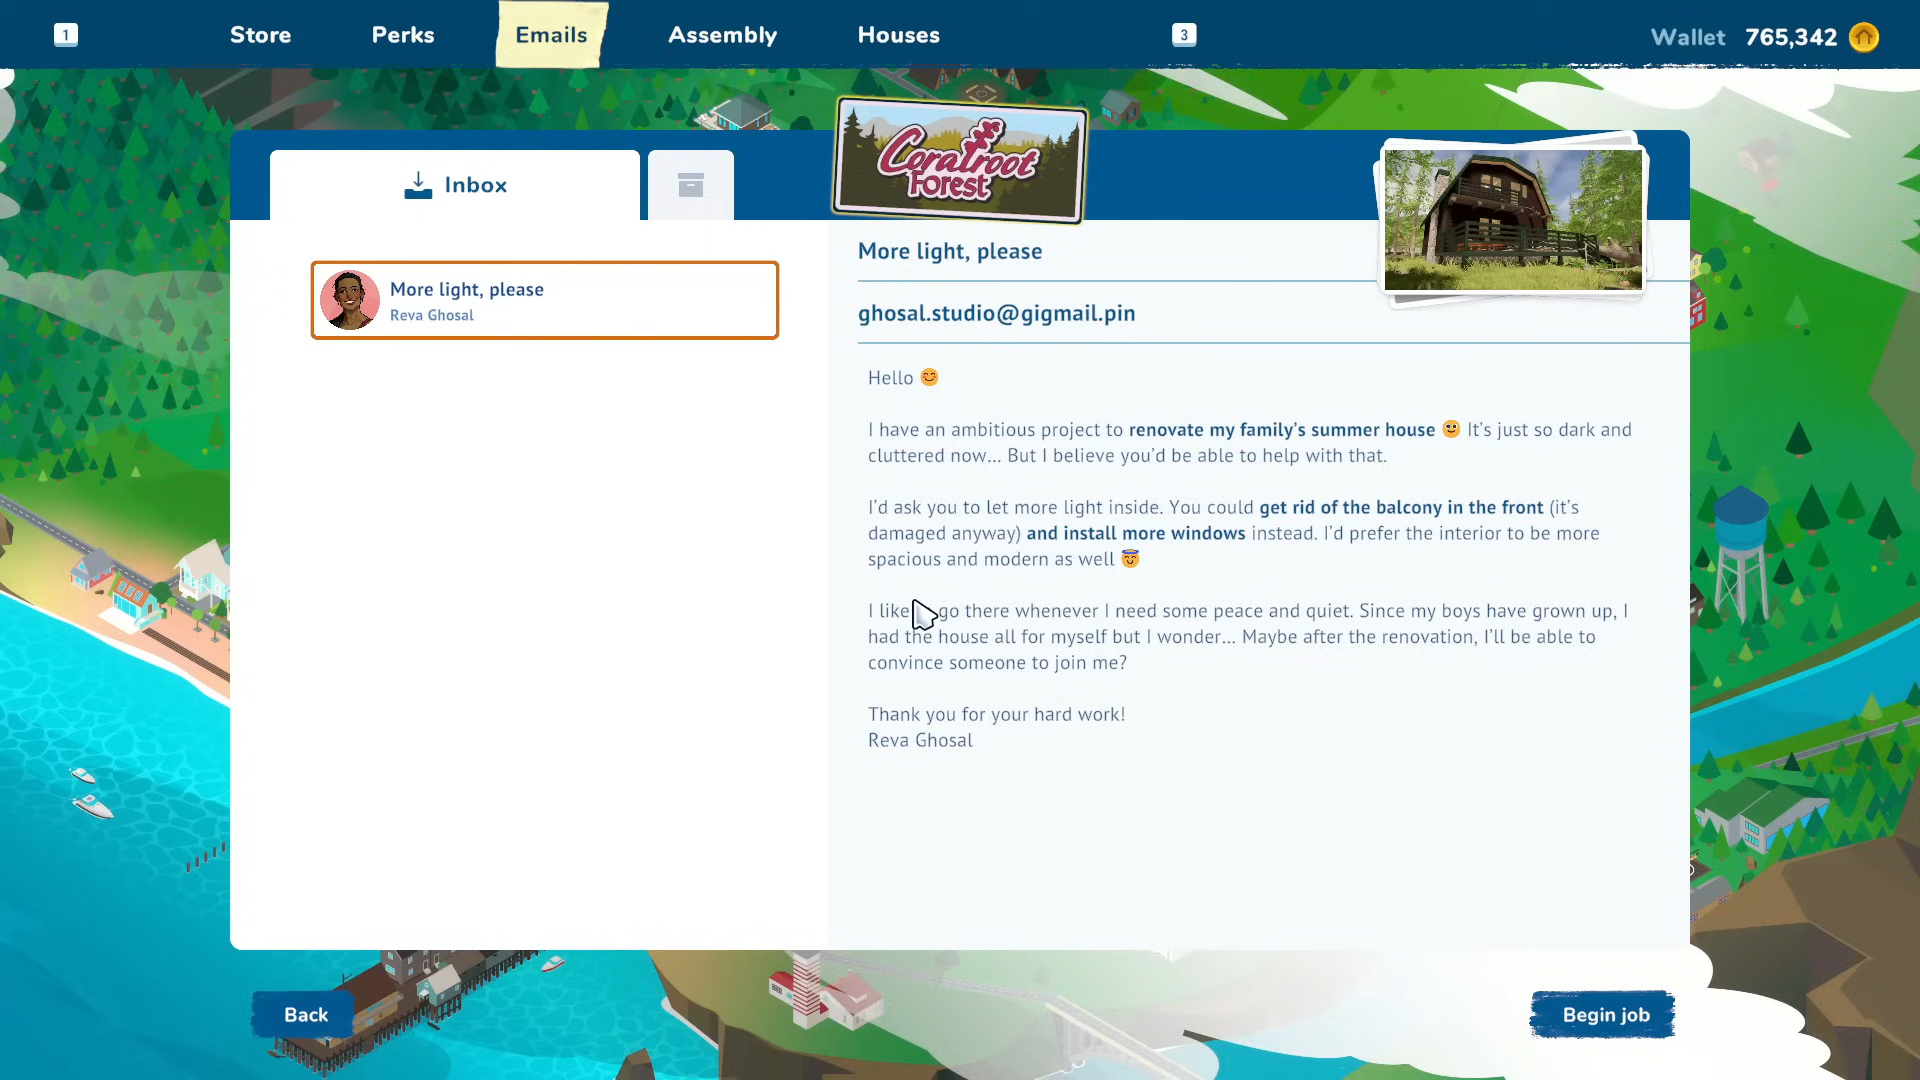 1 Store Perks Emails Assembly Houses 3 Wallet 765,342
Coralroot
Forest
Inbox
More light, please
Reva Ghosal
More light, please
ghosal.studio@gigmail.pin
Hello 😊
I have an ambitious project to renovate my family's summer house 😎 It's just so dark and
cluttered now... But I believe you'd be able to help with that.
I'd ask you to let more light inside. You could get rid of the balcony in the front (it's
damaged anyway) and install more windows instead. I'd prefer the interior to be more
spacious and modern as well 😇
I like go there whenever I need some peace and quiet. Since my boys have grown up, I
had the house all for myself but I wonder... Maybe after the renovation, I'll be able to
convince someone to join me?
Thank you for your hard work!
Reva Ghosal
Back
Begin job